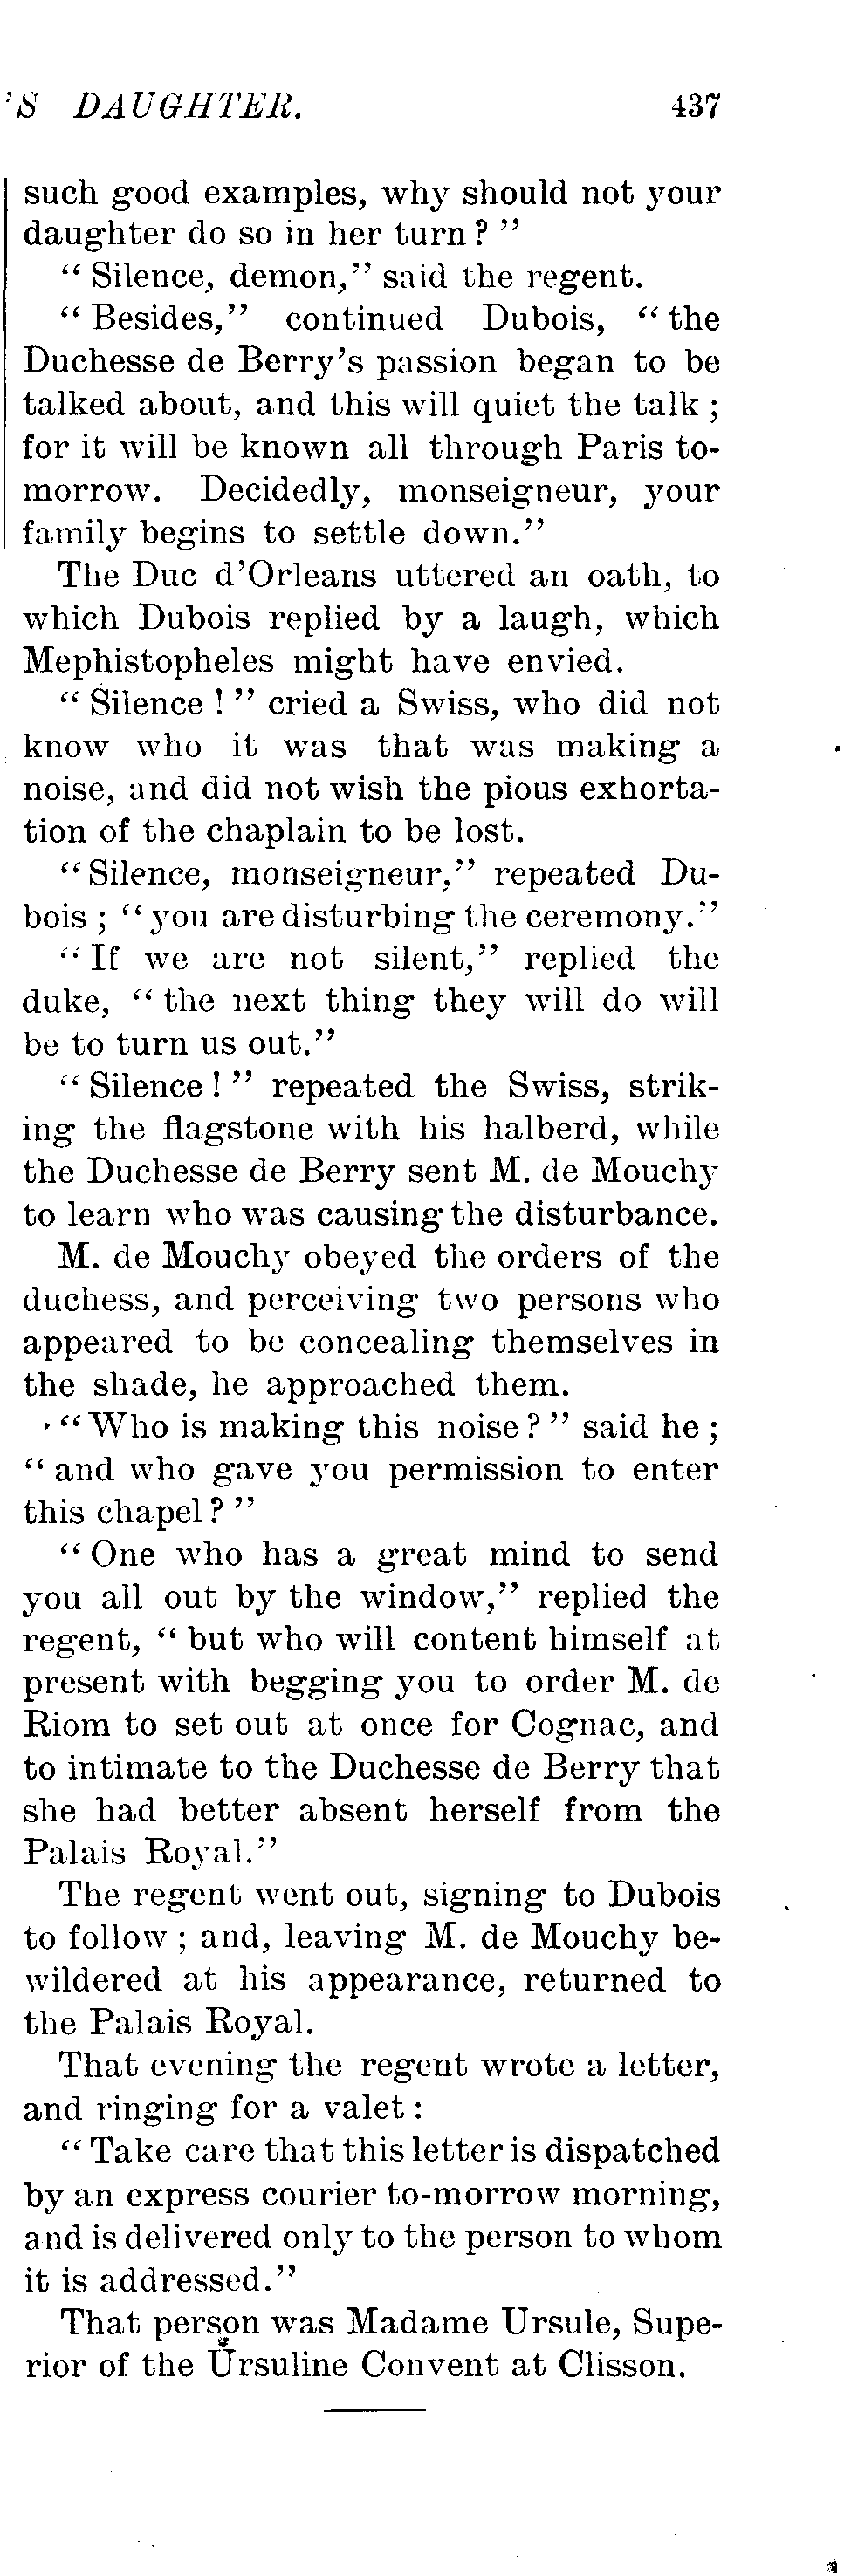 'S DAUGHTER. 437
such good examples, why should not your
daughter do so in her turn? "
" Silence, demon," said the regent.
" Besides," continued Dubois, " the
Duchesse de Berry's passion began to be
talked about, and this will quiet the talk ;
for it will be known all through Paris to-
morrow. Decidedly, monseigneur, your
family begins to settle down."
The Duc d'Orleans uttered an oath, to
which Dubois replied by a laugh, which
Mephistopheles might have envied.
" Silence ! " cried a Swiss, who did not
know who it was that was making a
noise, and did not wish the pious exhorta-
tion of the chaplain to be lost.
" Silence, monseigneur," repeated Du-
bois ; " you are disturbing the ceremony."
" If we are not silent," replied the
duke, " the next thing they will do will
be to turn us out."
" Silence ! " repeated the Swiss, strik-
ing the flagstone with his halberd, while
the Duchesse de Berry sent M. de Mouchy
to learn who was causing the disturbance.
M. de Mouchy obeyed the orders of the
duchess, and perceiving two persons who
appeared to be concealing themselves in
the shade, he approached them.
" Who is making this noise ? " said he ;
" and who gave you permission to enter
this chapel ? "
" One who has a great mind to send
you all out by the window," replied the
regent, " but who will content himself at
present with begging you to order M. de
Riom to set out at once for Cognac, and
to intimate to the Duchesse de Berry that
she had better absent herself from the
Palais Royal."
The regent went out, signing to Dubois
to follow ; and, leaving M. de Mouchy be-
wildered at his appearance, returned to
the Palais Royal.
That evening the regent wrote a letter,
and ringing for a valet :
" Take care that this letter is dispatched
by an express courier to-morrow morning,
and is delivered only to the person to whom
it is addressed."
That person was Madame Ursule, Supe-
rior of the Ursuline Convent at Clisson.